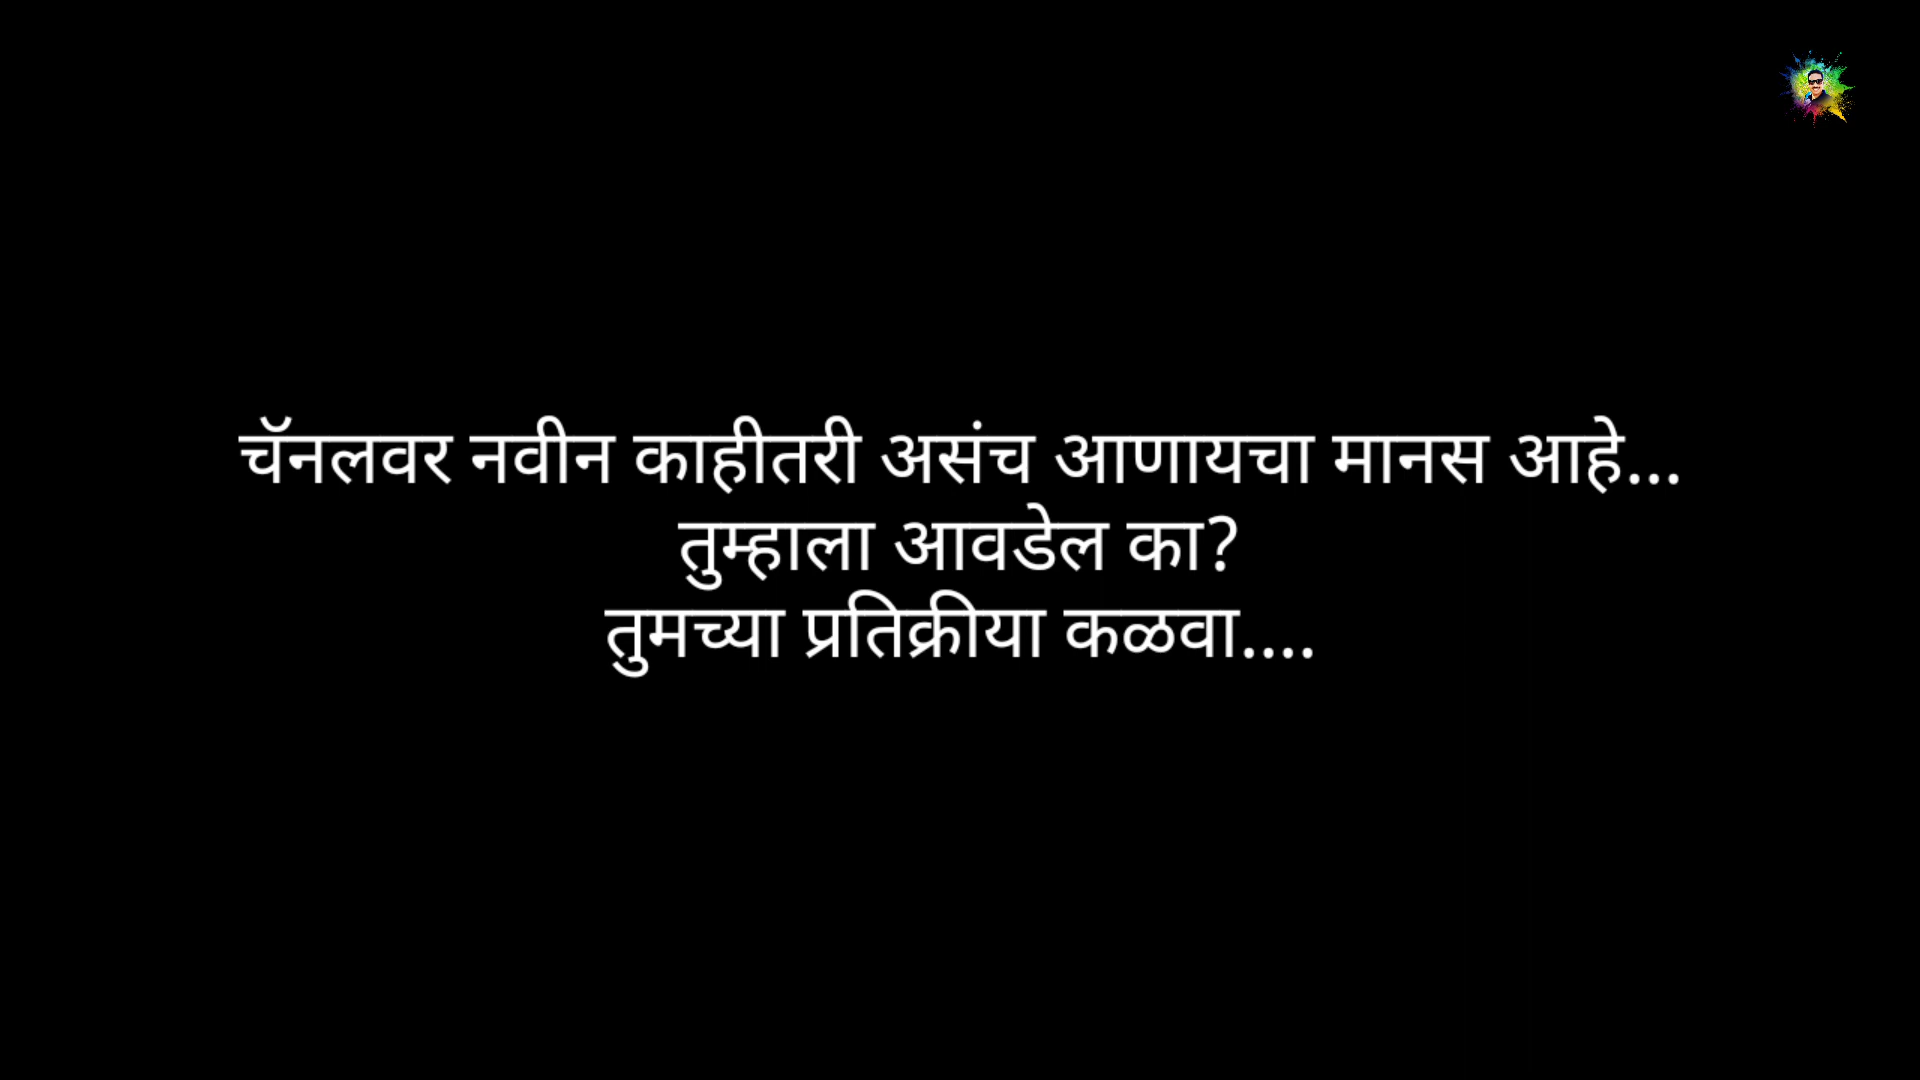 चॅनलवर नवीन काहीतरी असंच आणायचा मानस आहे...
तुम्हाला आवडेल का?
तुमच्या प्रतिक्रीया कळवा....